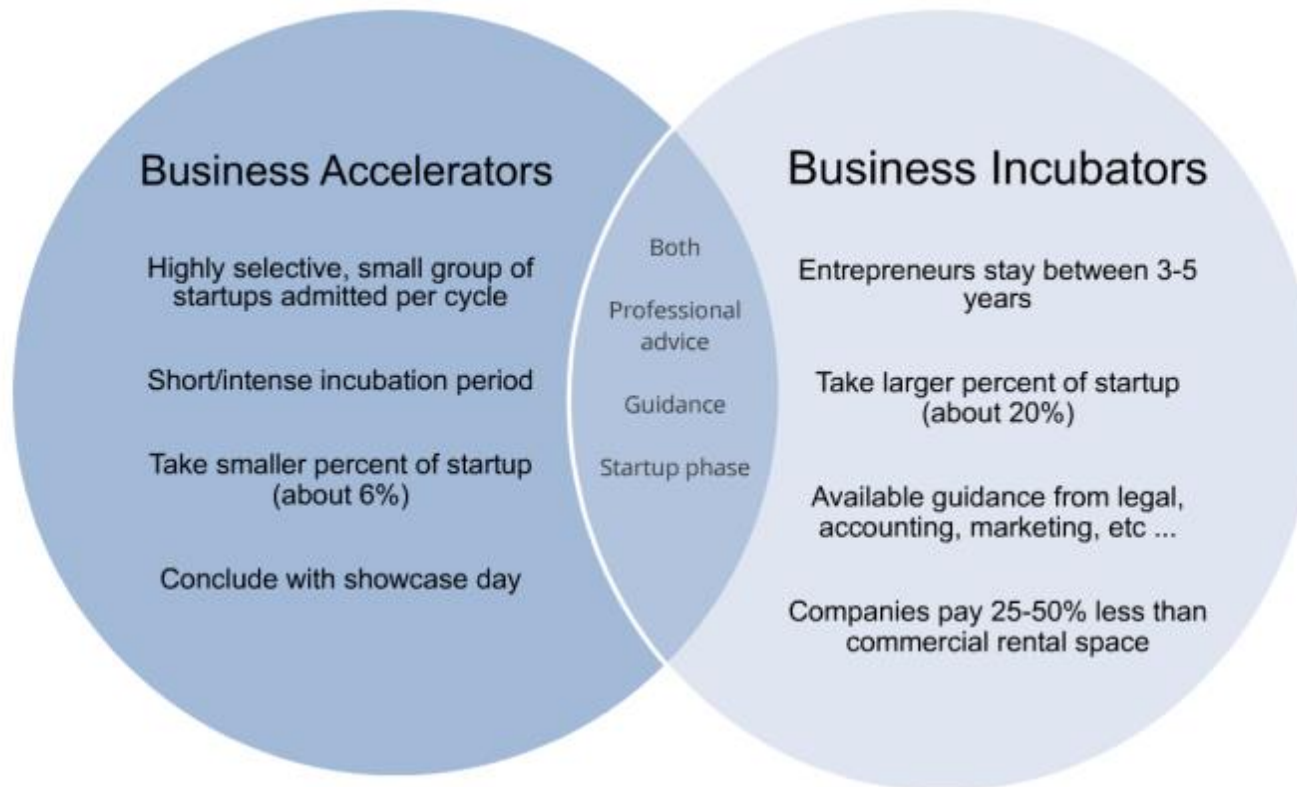 Business Accelerators
Highly selective, small group of
startups admitted per cycle
Short/intense incubation period
Take smaller percent of startup
(about 6%)
Conclude with showcase day
Both
Professional
advice
Guidance
Startup phase
Business Incubators
Entrepreneurs stay between 3-5
years
Take larger percent of startup
(about 20%)
Available guidance from legal,
accounting, marketing, etc ...
Companies pay 25-50% less than
commercial rental space